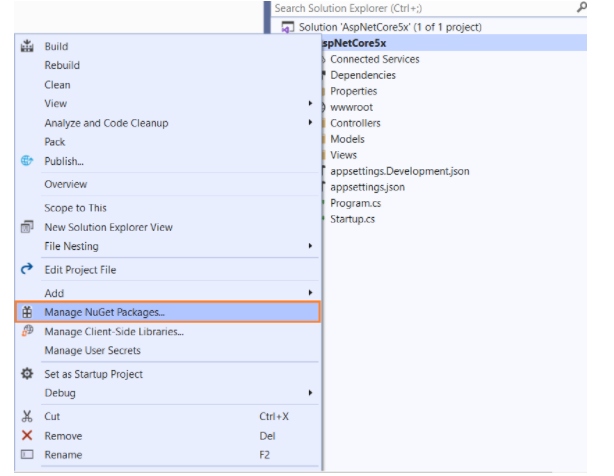 Search Solution Explorer (Ctrl+;)
Solution 'AspNetCore5x' (1 of 1 project)
spNetCore5x
Connected Services
Dependencies
Properties
wwwroot
Controllers
Models
Views
appsettings.Development.json
appsettings.json
Program.cs
Startup.cs
Build
Rebuild
Clean
View
Analyze and Code Cleanup
Pack
Publish...
Overview
Scope to This
New Solution Explorer View
File Nesting
Edit Project File
Add
Manage NuGet Packages...
Manage Client-Side Libraries...
Manage User Secrets
Set as Startup Project
Debug
Cut Ctrl+X
Remove Del
Rename F2